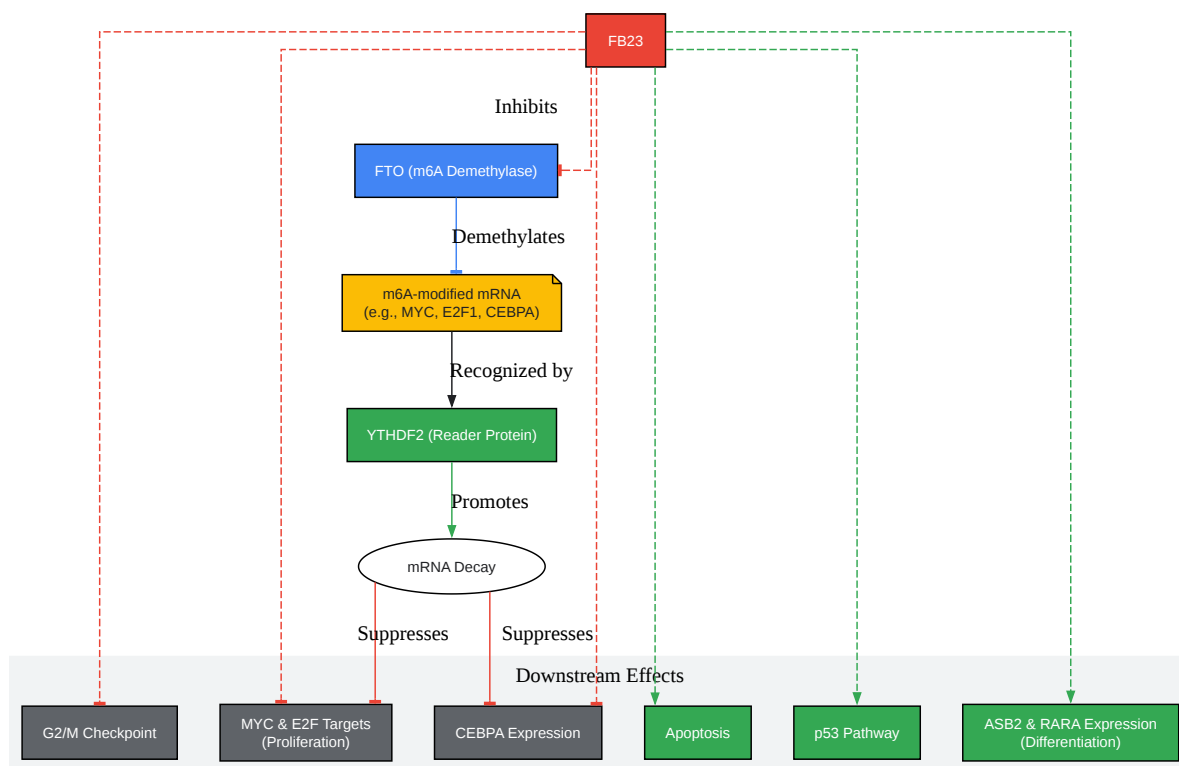 FB23
Inhibits
FTO (m6A Demethylase)
Demethylates
m6A-modified mRNA
(e.g., MYC, E2F1, CEBPA)
Recognized by
YTHDF2 (Reader Protein)
Promotes
mRNA Decay
Suppresses
Suppresses
Downstream Effects
G2/M Checkpoint
MYC & E2F Targets
(Proliferation)
CEBPA Expression
Apoptosis
p53 Pathway
ASB2 & RARA Expression
(Differentiation)